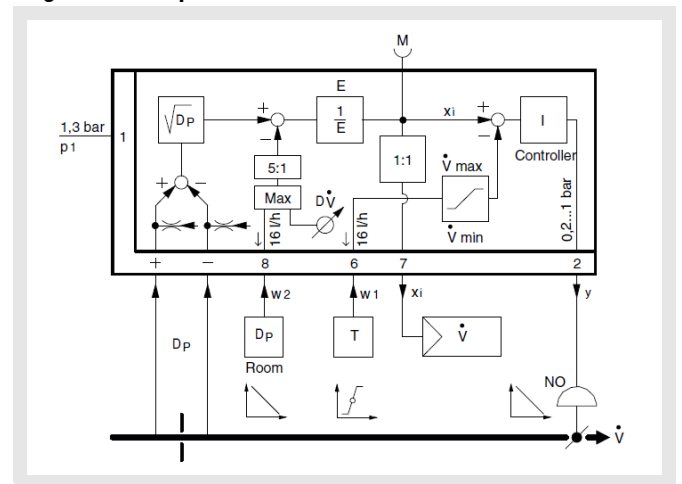 M
E
1,3 bar
p1
1
√DP
+
−
1
E
xi
+
−
I
Controller
5:1
1:1
V̇ max
+
−
Max
DV̇
16 l/h
16 l/h
V̇ min
0,2...1 bar
+
−
8
6
7
2
w2
w1
xi
y
DP
DP
T
V̇
Room
NO
V̇